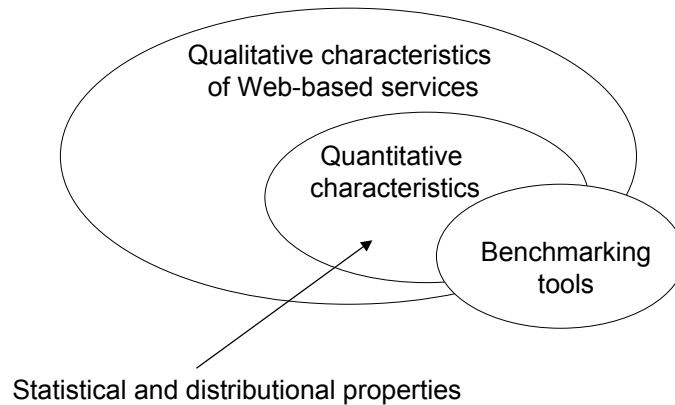 Qualitative characteristics
of Web-based services
Quantitative
characteristics
Benchmarking
tools
Statistical and distributional properties